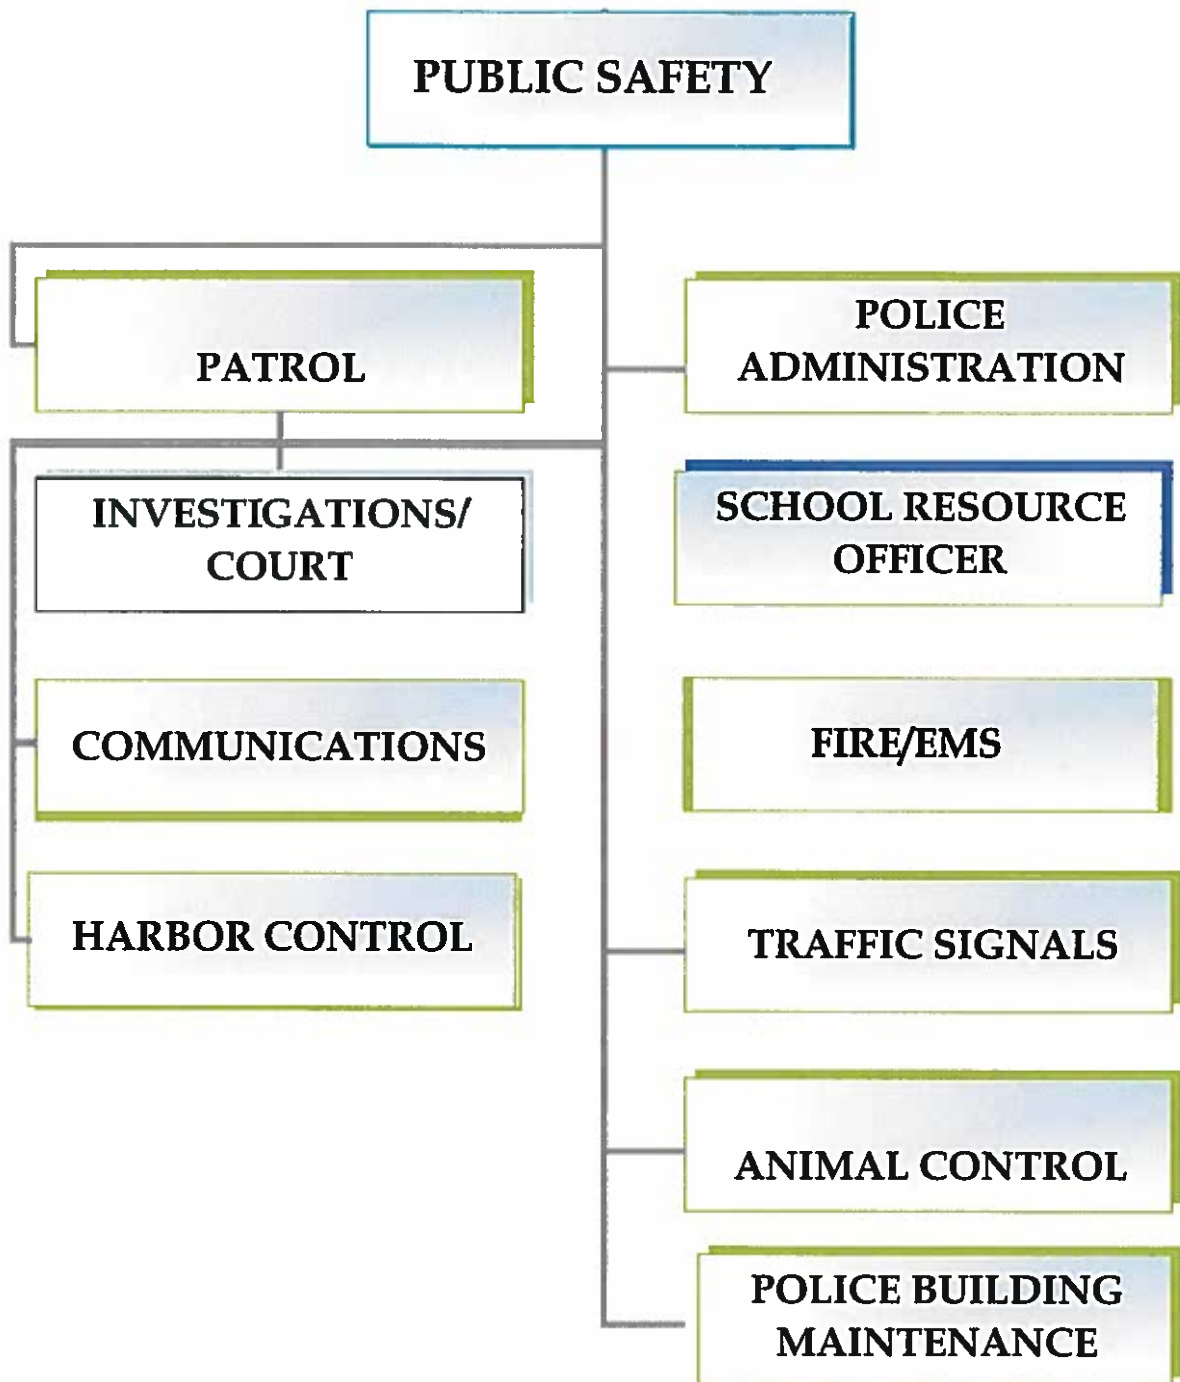 PUBLIC SAFETY
PATROL
POLICE
ADMINISTRATION
INVESTIGATIONS/
COURT
SCHOOL RESOURCE
OFFICER
COMMUNICATIONS
FIRE/EMS
HARBOR CONTROL
TRAFFIC SIGNALS
ANIMAL CONTROL
POLICE BUILDING
MAINTENANCE